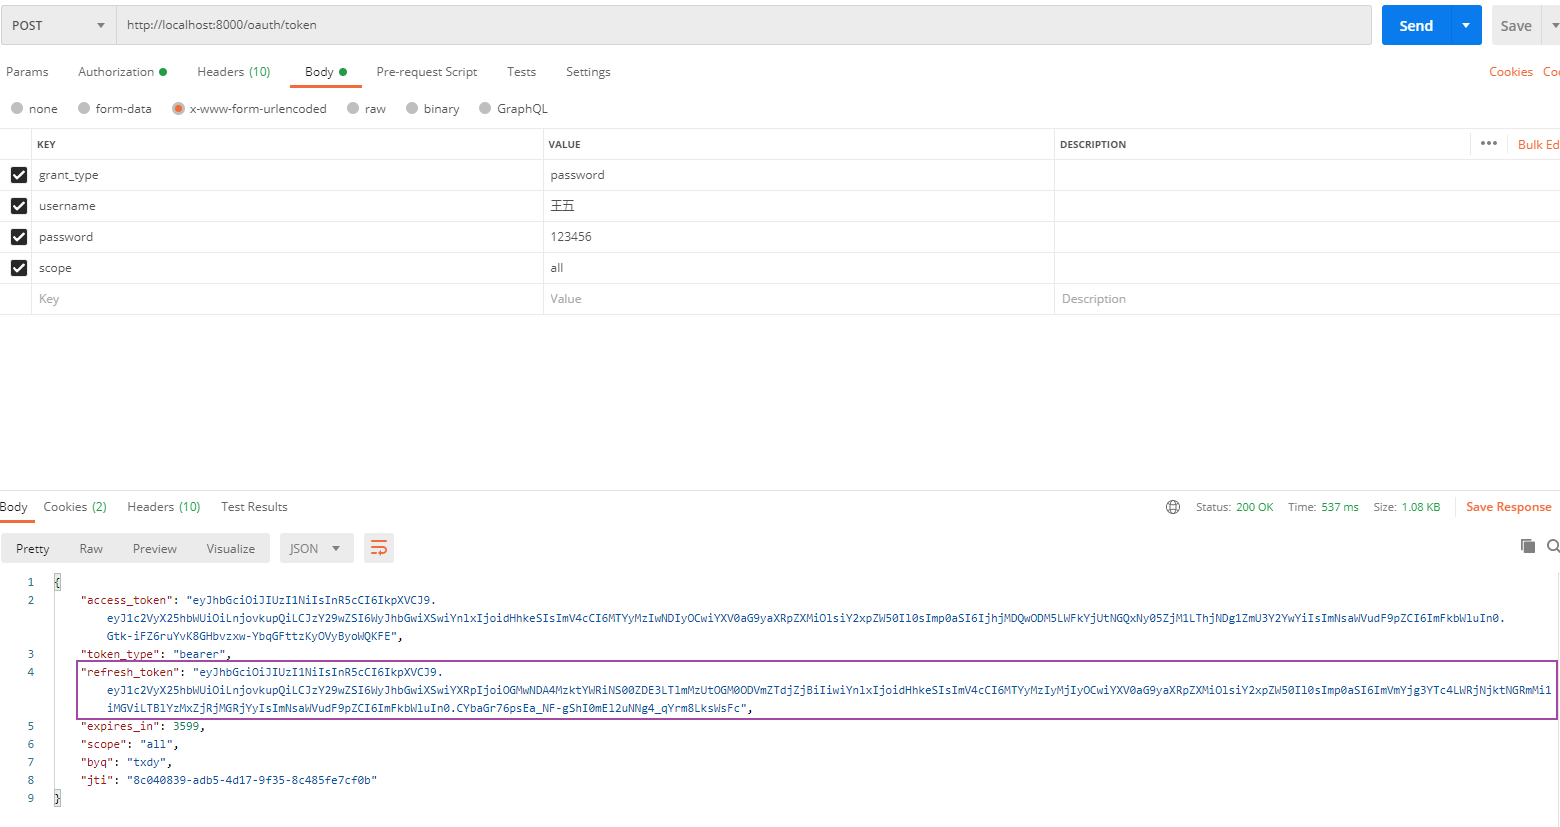 POST http://localhost:8000/oauth/token Send Save
Params Authorization Headers (10) Body Pre-request Script Tests Settings Cookies Co
none form-data x-www-form-urlencoded raw binary GraphQL
KEY VALUE DESCRIPTION ••• Bulk Ed
grant_type password
username 王五
password 123456
scope all
Key Value Description
Body Cookies (2) Headers (10) Test Results Status: 200 OK Time: 537 ms Size: 1.08 KB Save Response
Pretty Raw Preview Visualize JSON
1 {
2 "access_token": "eyJhbGciOiJIUzI1NiIsInR5cCI6IkpXVCJ9.
eyJ1c2VyX25hbWUiOiLnjovkupQiLCJzY29wZSI6WyJhbGwiXSwiYnlxIjoidHhkeSIsImV4cCI6MTYyMzIwNDIyOCwiYXV0aG9yaXRpZXMiOlsiY2xpZW50Il0sImp0aSI6IjhjMDQwODM5LWFkYjUtNGQxNy05ZjM1LThjNDg1ZmU3Y2YwYiIsImNsaWVudF9pZCI6ImFkbWluIn0.
Gtk-iFZ6ruYvK8GHbvzxw-YbqGFttzKyOVyByoWQKFE",
3 "token_type": "bearer",
4 "refresh_token": "eyJhbGciOiJIUzI1NiIsInR5cCI6IkpXVCJ9.
eyJ1c2VyX25hbWUiOiLnjovkupQiLCJzY29wZSI6WyJhbGwiXSwiYXRpIjoiOGMwNDA4MzktYWRiNS00ZDE3LTlmMzUtOGM0ODVmZTdjZjBiIiwiYnlxIjoidHhkeSIsImV4cCI6MTYyMzIyMjIyOCwiYXV0aG9yaXRpZXMiOlsiY2xpZW50Il0sImp0aSI6ImVmYjg3YTc4LWRjNjktNGRmMi1
iMGViLTBlYzMxZjRjMGRjYyIsImNsaWVudF9pZCI6ImFkbWluIn0.CYbaGr76psEa_NF-gShI0mEl2uNNg4_qYrm8LksWsFc",
5 "expires_in": 3599,
6 "scope": "all",
7 "byq": "txdy",
8 "jti": "8c040839-adb5-4d17-9f35-8c485fe7cf0b"
9 }